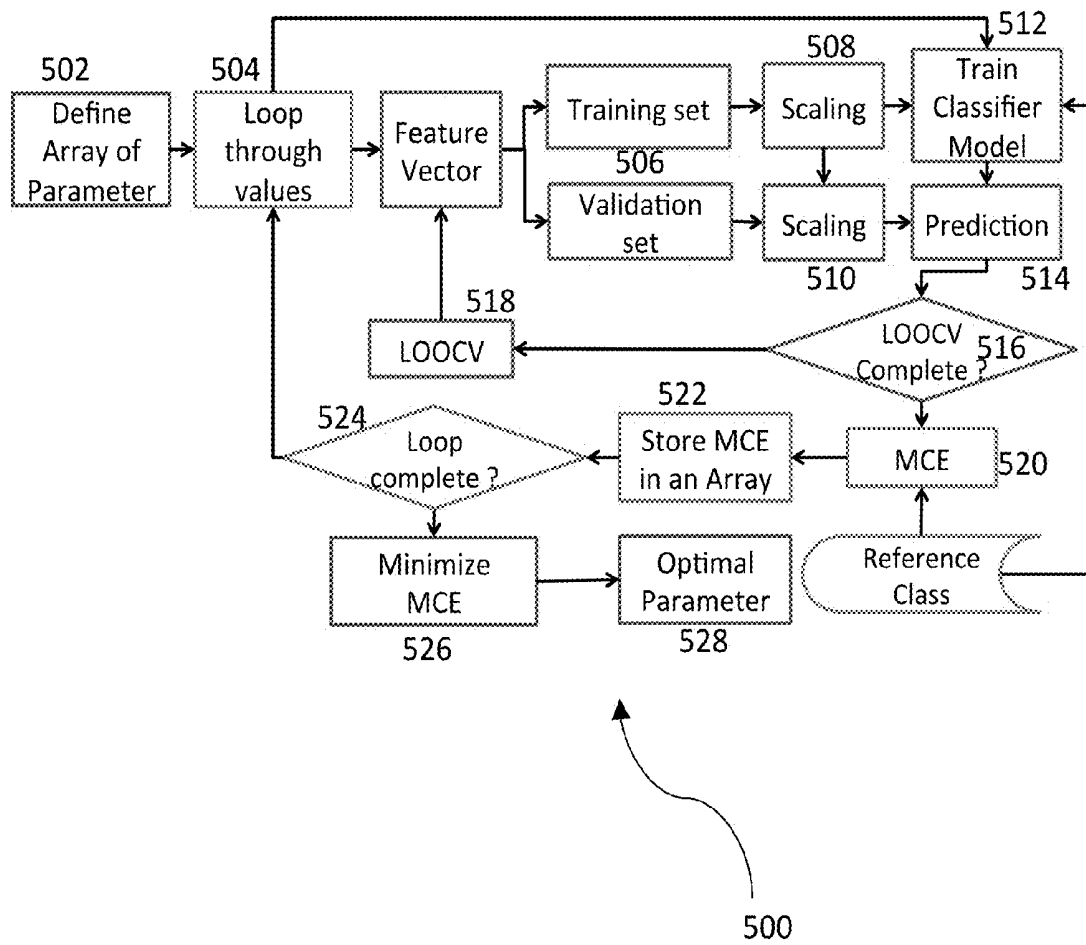 512
502
504
508
Define
Array of
Parameter
Loop
through
values
Feature
Vector
Training set
Scaling
Train
Classifier
Model
506
Validation
set
Scaling
Prediction
510
514
518
LOOCV
LOOCV
Complete ?
516
524
Loop
complete ?
522
Store MCE
in an Array
MCE
520
Minimize
MCE
526
Optimal
Parameter
528
Reference
Class
500